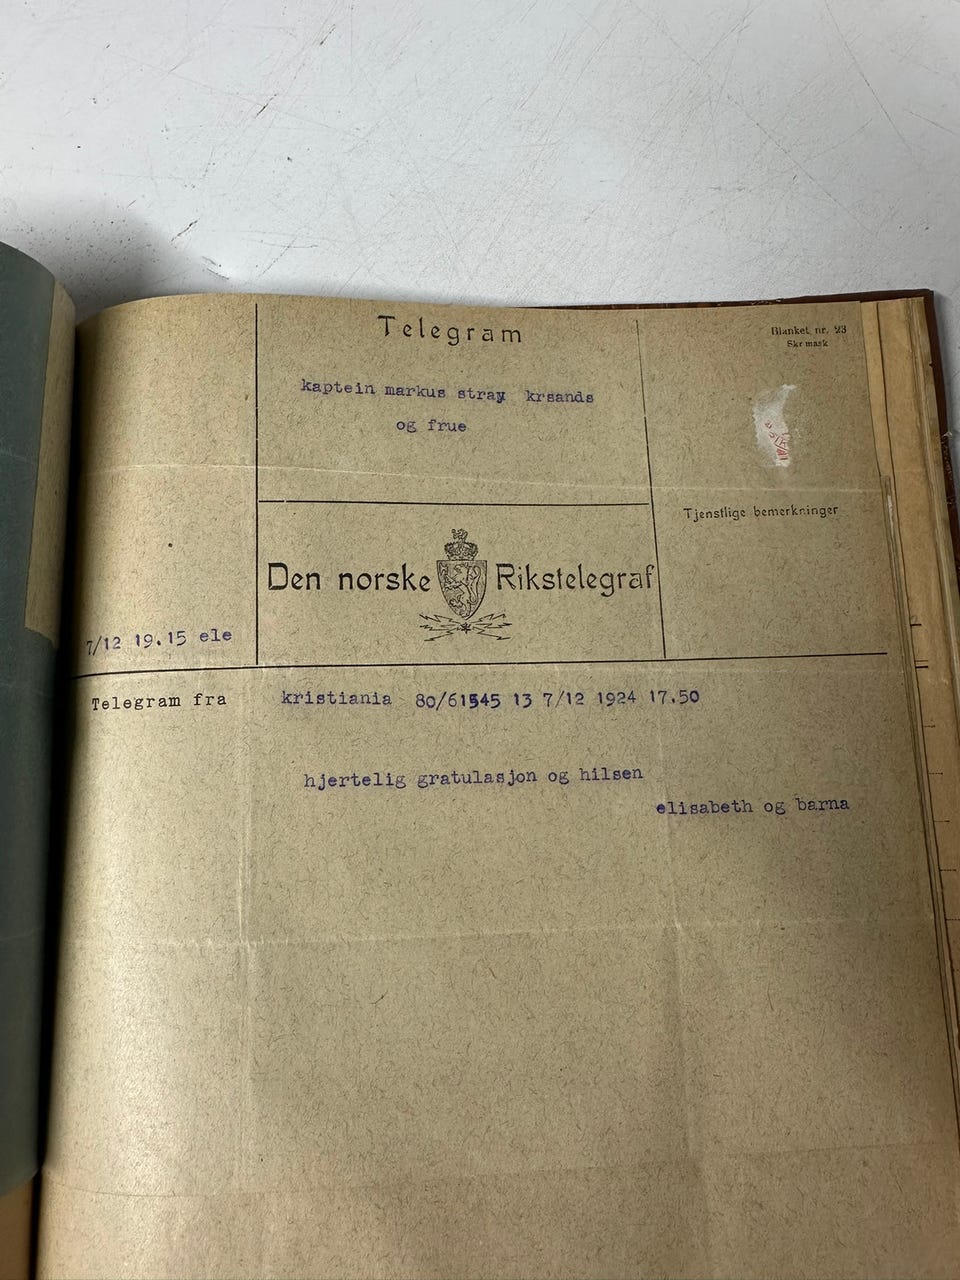 Telegram
Blanket nr. 23
Skr mask
kaptein markus stray krsands
og frue
Tjenstlige bemerkninger
Den norske Rikstelegraf
7/12 19.15 ele
Telegram fra kristiania 80/61545 13 7/12 1924 17.50
hjertelig gratulasjon og hilsen
elisabeth og barna